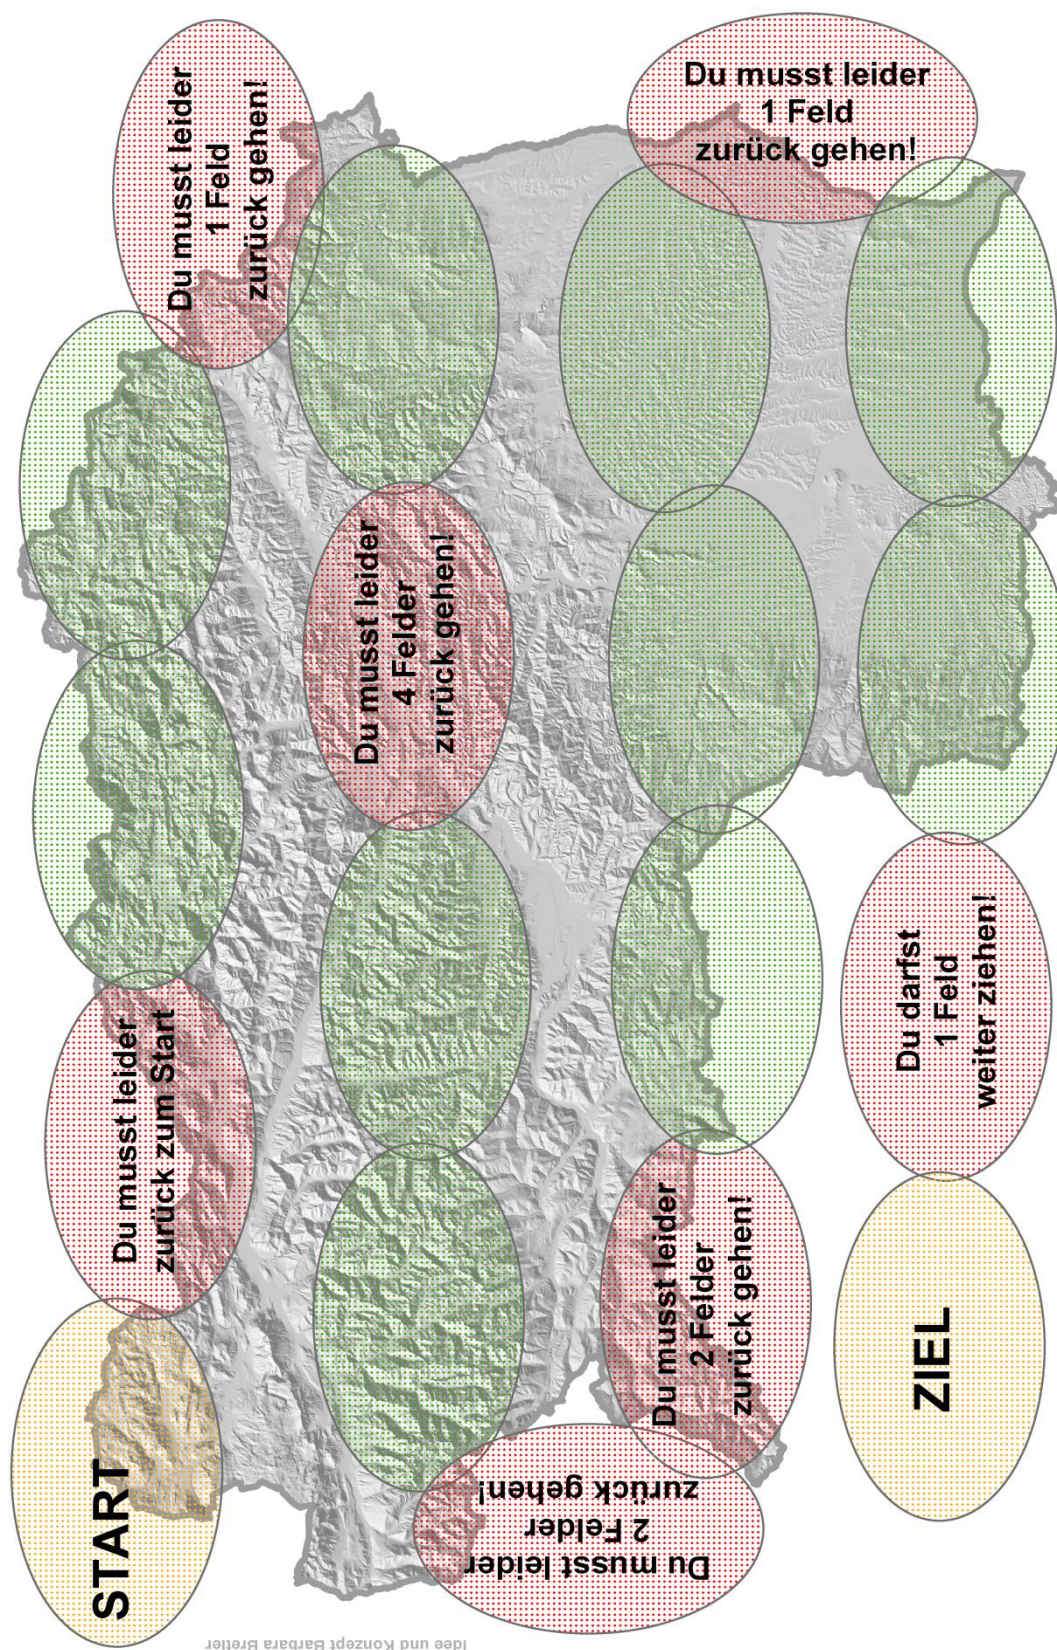 START
Du musst leider
zurück zum Start
Du musst leider
1 Feld
zurück gehen!
Du musst leider
4 Felder
zurück gehen!
Du musst leider
2 Felder
zurück gehen!
Du musst leider
2 Felder
zurück gehen!
Du musst leider
1 Feld
zurück gehen!
Du darfst
1 Feld
weiter ziehen!
ZIEL
Idee und Konzept Barbara Bretler